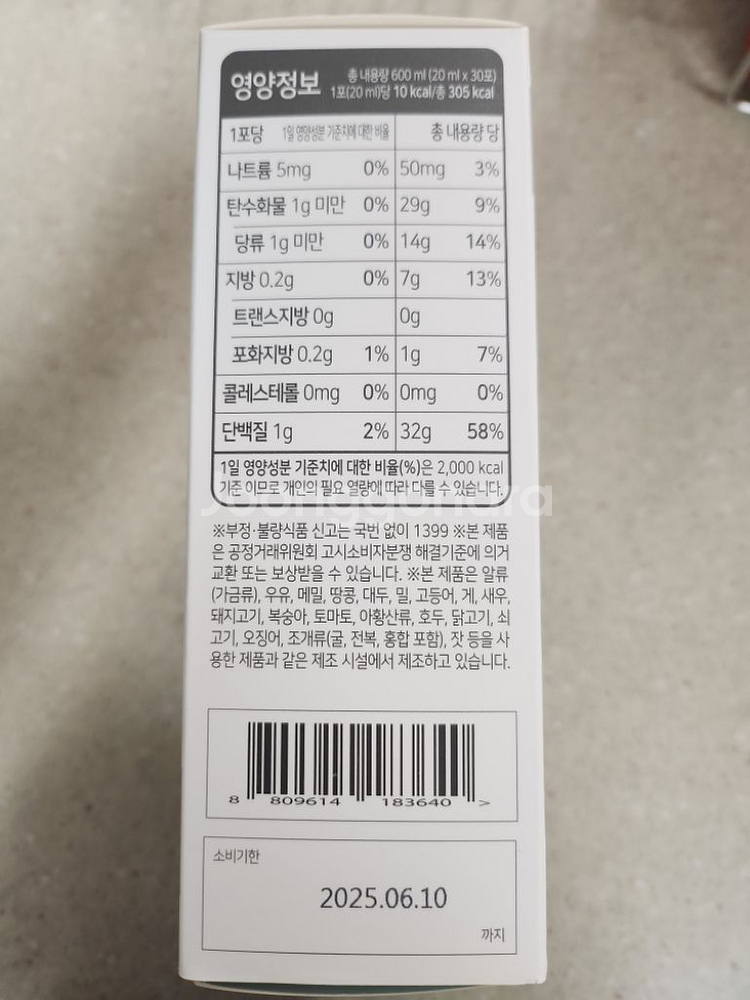 영양정보 총 내용량 600 ml (20 ml x 30포)
1포(20 ml)당 10 kcal/총 305 kcal
1포당 1일 영양성분 기준치에 대한 비율 총 내용량 당
나트륨 5mg 0% 50mg 3%
탄수화물 1g 미만 0% 29g 9%
당류 1g 미만 0% 14g 14%
지방 0.2g 0% 7g 13%
트랜스지방 0g 0g
포화지방 0.2g 1% 1g 7%
콜레스테롤 0mg 0% 0mg 0%
단백질 1g 2% 32g 58%
1일 영양성분 기준치에 대한 비율(%)은 2,000 kcal
기준 이므로 개인의 필요 열량에 따라 다를 수 있습니다.
joonggonara
※부정·불량식품 신고는 국번 없이 1399 ※본 제품
은 공정거래위원회 고시소비자분쟁 해결기준에 의거
교환 또는 보상받을 수 있습니다. ※본 제품은 알류
(가금류), 우유, 메밀, 땅콩, 대두, 밀, 고등어, 게, 새우,
돼지고기, 복숭아, 토마토, 아황산류, 호두, 닭고기, 쇠
고기, 오징어, 조개류(굴, 전복, 홍합 포함), 잣 등을 사
용한 제품과 같은 제조 시설에서 제조하고 있습니다.
8 809614 183640 >
소비기한
2025.06.10
까지